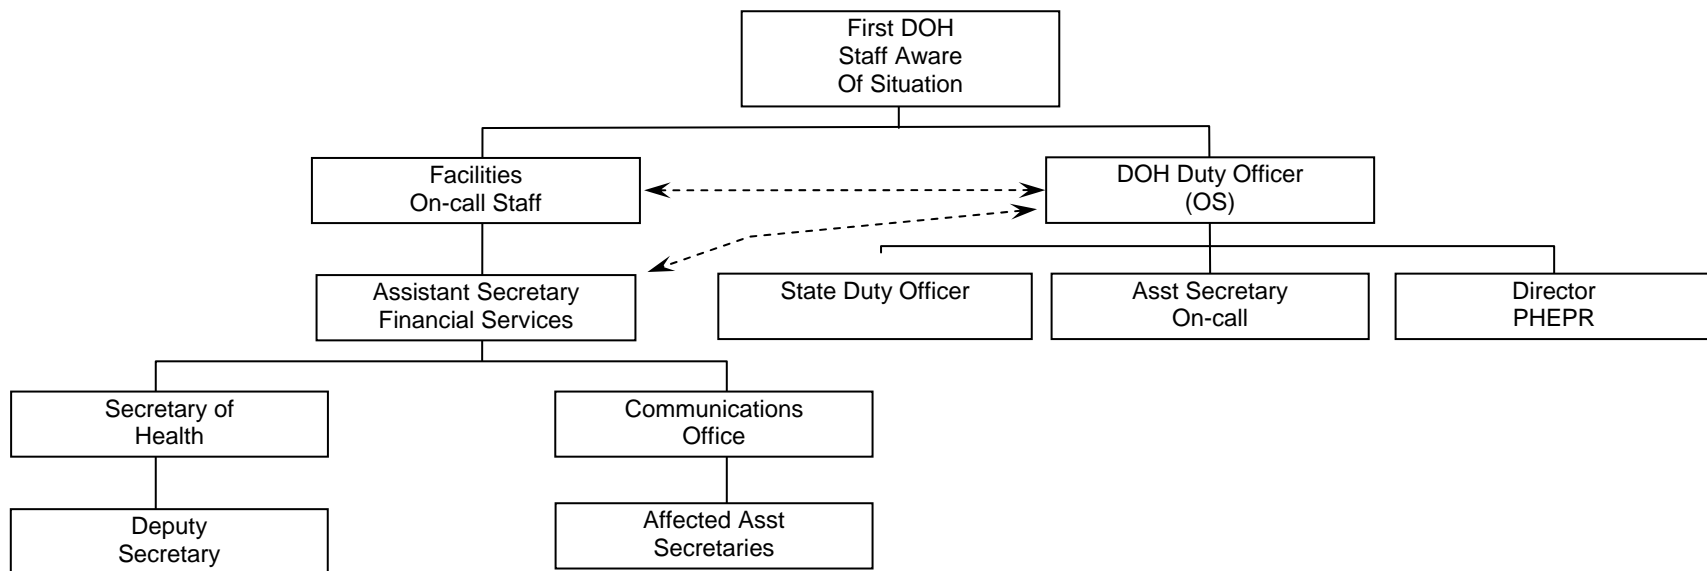 First DOH
Staff Aware
Of Situation
Facilities
On-call Staff
DOH Duty Officer
(OS)
Assistant Secretary
Financial Services
State Duty Officer
Asst Secretary
On-call
Director
PHEPR
Secretary of
Health
Communications
Office
Deputy
Secretary
Affected Asst
Secretaries